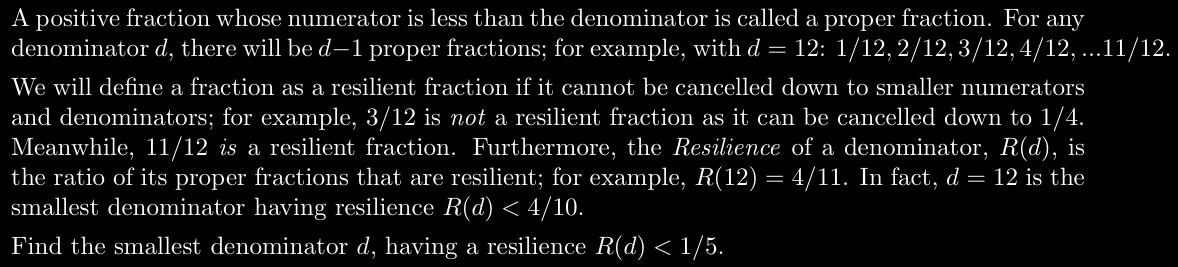 A positive fraction whose numerator is less than the denominator is called a proper fraction. For any
denominator d, there will be d−1 proper fractions; for example, with d = 12: 1/12, 2/12, 3/12, 4/12, ...11/12.
We will define a fraction as a resilient fraction if it cannot be cancelled down to smaller numerators
and denominators; for example, 3/12 is not a resilient fraction as it can be cancelled down to 1/4.
Meanwhile, 11/12 is a resilient fraction. Furthermore, the Resilience of a denominator, R(d), is
the ratio of its proper fractions that are resilient; for example, R(12) = 4/11. In fact, d = 12 is the
smallest denominator having resilience R(d) < 4/10.
Find the smallest denominator d, having a resilience R(d) < 1/5.